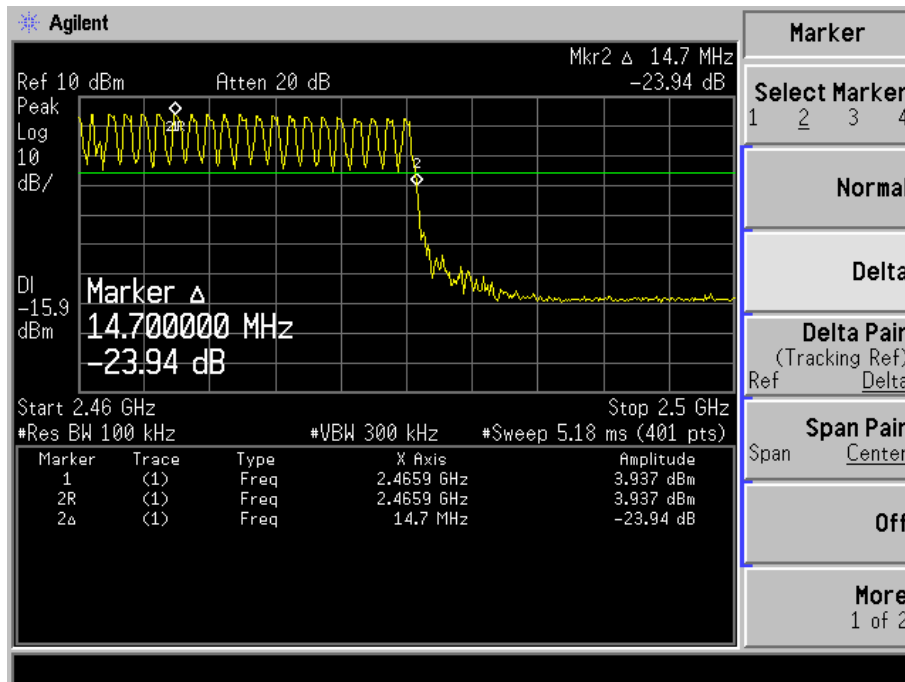 Agilent
Marker
Mkr2 Δ 14.7 MHz
Ref 10 dBm Atten 20 dB −23.94 dB
Peak
Log
10
dB/
2
DI
−15.9
dBm
Marker Δ
14.700000 MHz
−23.94 dB
Start 2.46 GHz Stop 2.5 GHz
#Res BW 100 kHz #VBW 300 kHz #Sweep 5.18 ms (401 pts)
Marker Trace Type X Axis Amplitude
1 (1) Freq 2.4659 GHz 3.937 dBm
2R (1) Freq 2.4659 GHz 3.937 dBm
2Δ (1) Freq 14.7 MHz −23.94 dB
Select Marker
1 2 3 4
Normal
Delta
Delta Pair
(Tracking Ref)
Ref Delta
Span Pair
Span Center
Off
More
1 of 2